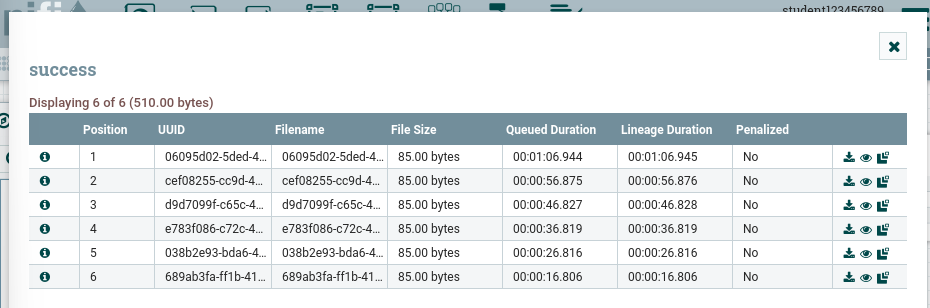 nifi
student123456789
success
Displaying 6 of 6 (510.00 bytes)
Position UUID Filename File Size Queued Duration Lineage Duration Penalized
1 06095d02-5ded-4... 06095d02-5ded-4... 85.00 bytes 00:01:06.944 00:01:06.945 No
2 cef08255-cc9d-4... cef08255-cc9d-4... 85.00 bytes 00:00:56.875 00:00:56.876 No
3 d9d7099f-c65c-4... d9d7099f-c65c-4... 85.00 bytes 00:00:46.827 00:00:46.828 No
4 e783f086-c72c-4... e783f086-c72c-4... 85.00 bytes 00:00:36.819 00:00:36.819 No
5 038b2e93-bda6-4... 038b2e93-bda6-4... 85.00 bytes 00:00:26.816 00:00:26.816 No
6 689ab3fa-ff1b-41... 689ab3fa-ff1b-41... 85.00 bytes 00:00:16.806 00:00:16.806 No